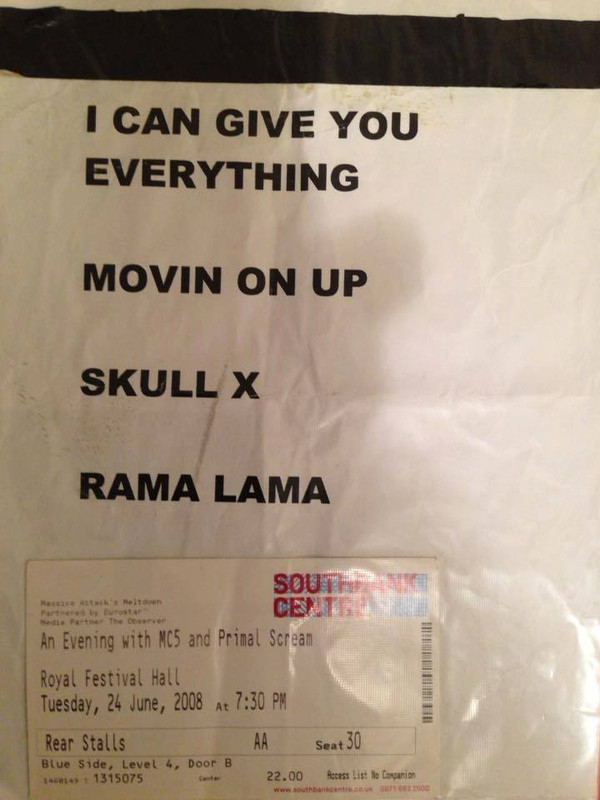 I CAN GIVE YOU
EVERYTHING
MOVIN ON UP
SKULL X
RAMA LAMA
SOUTHBANK
CENTRE
Massive Attack's Meltdown
Partnered by Eurostar
Media Partner The Observer
An Evening with MC5 and Primal Scream
Royal Festival Hall
Tuesday, 24 June, 2008 At 7:30 PM
Rear Stalls AA Seat 30
Blue Side, Level 4, Door B
1315075 Center 22.00 Access List No Companion
www.southbankcentre.co.uk